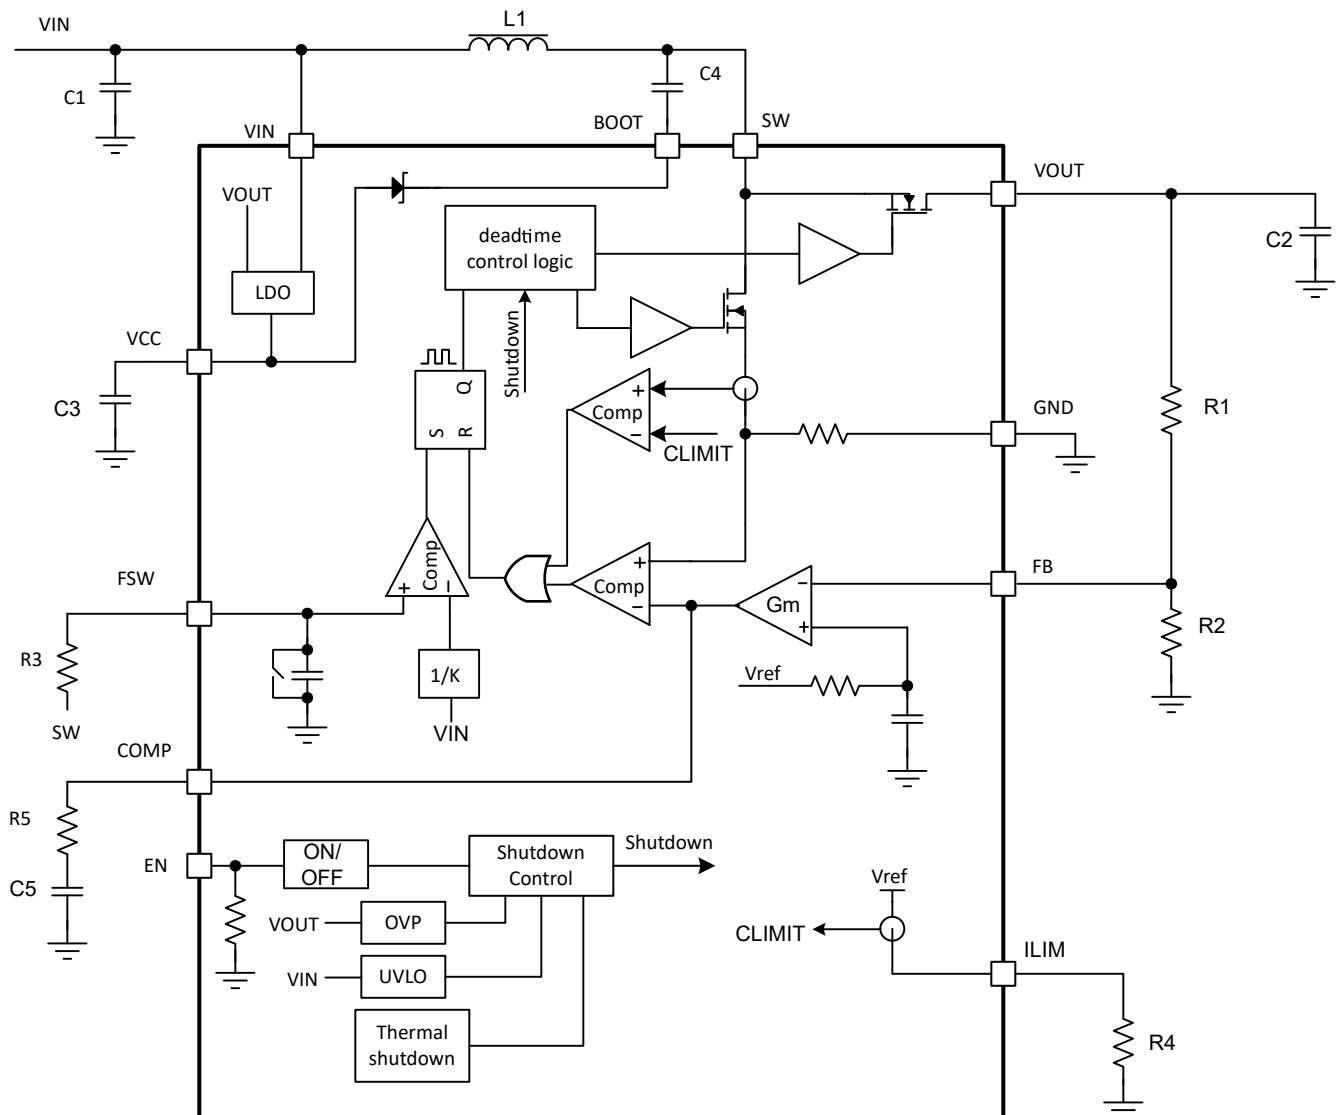 VIN
L1
C1
C4
VIN
BOOT
SW
VOUT
VOUT
deadtime
control logic
C2
LDO
Shutdown
VCC
C3
Q
S
R
+
Comp
−
CLIMIT
GND
R1
Comp
+
−
FSW
+
Comp
−
FB
−
Gm
+
R2
R3
1/K
Vref
SW
VIN
COMP
R5
EN
ON/
OFF
Shutdown
Control
Shutdown
C5
VOUT
OVP
Vref
CLIMIT
VIN
UVLO
ILIM
Thermal
shutdown
R4